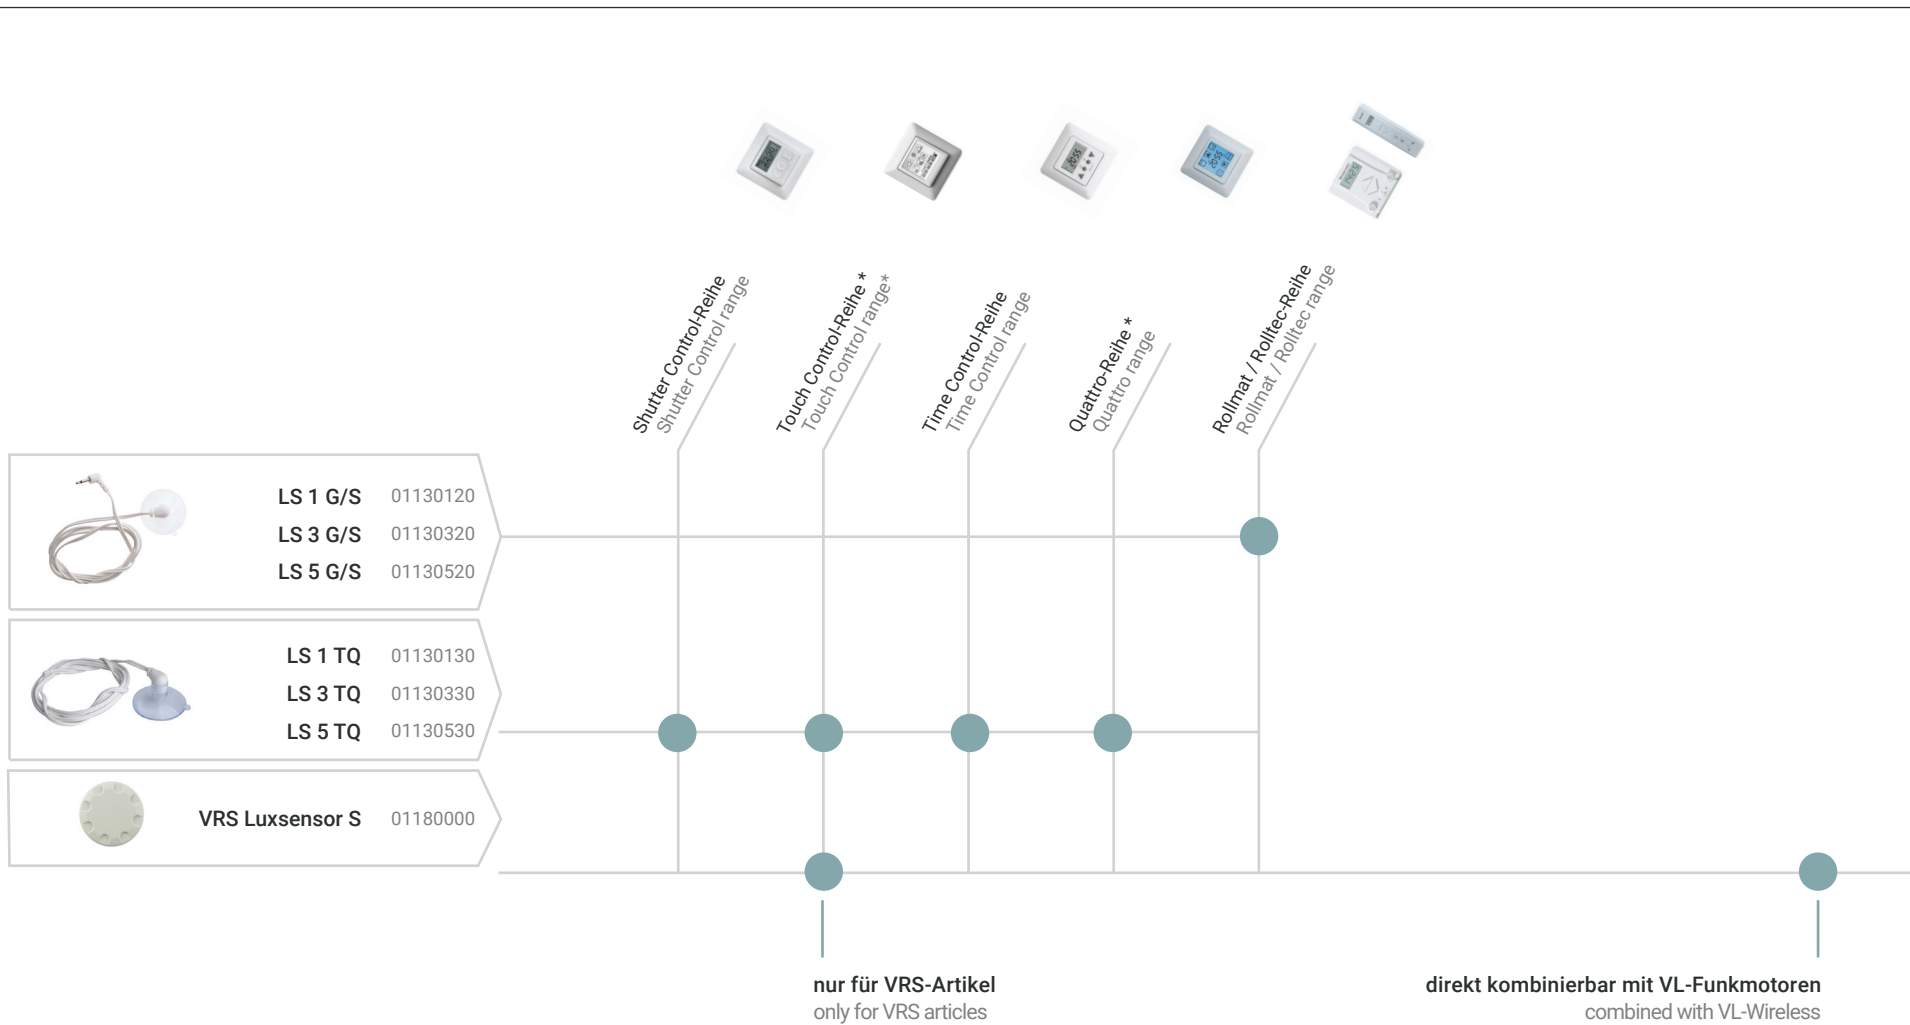 Shutter Control-Reihe
Shutter Control range
Touch Control-Reihe *
Touch Control range*
Time Control-Reihe
Time Control range
Quattro-Reihe *
Quattro range
Rollmat / Rolltec-Reihe
Rollmat / Rolltec range
LS 1 G/S 01130120
LS 3 G/S 01130320
LS 5 G/S 01130520
LS 1 TQ 01130130
LS 3 TQ 01130330
LS 5 TQ 01130530
VRS Luxsensor S 01180000
nur für VRS-Artikel
only for VRS articles
direkt kombinierbar mit VL-Funkmotoren
combined with VL-Wireless